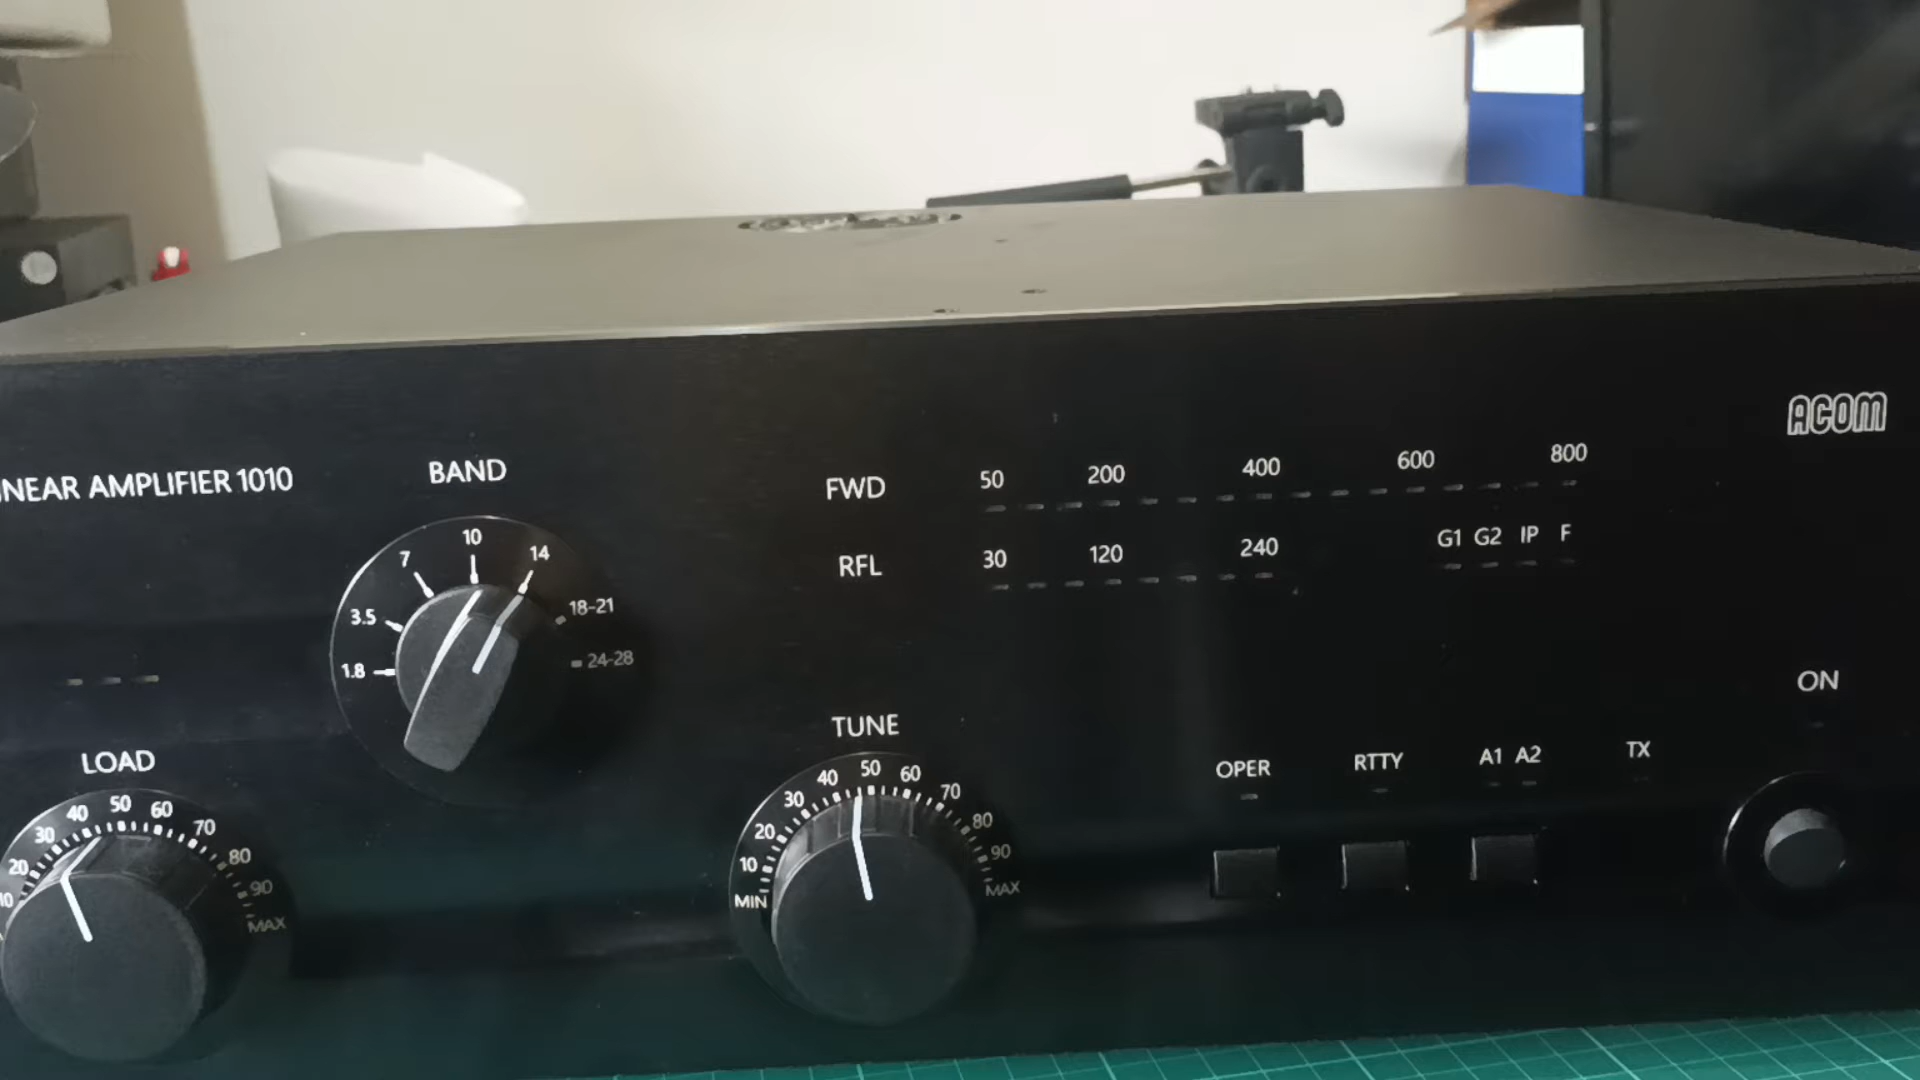 ACOM
NEAR AMPLIFIER 1010
BAND
1.8 3.5 7 10 14 18-21 24-28
FWD 50 200 400 600 800
RFL 30 120 240
G1 G2 IP F
LOAD
10 20 30 40 50 60 70 80 90 MAX
TUNE
MIN 10 20 30 40 50 60 70 80 90 MAX
OPER RTTY A1 A2 TX
ON